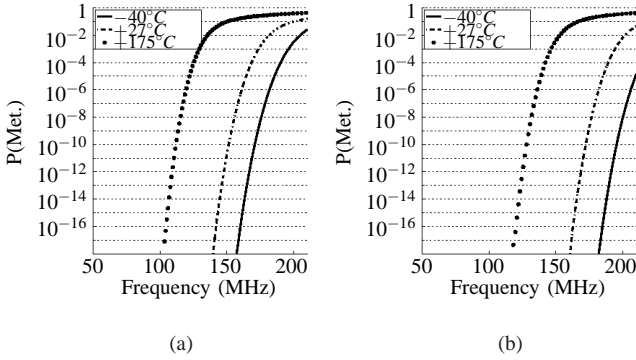 1
10^−2
10^−4
10^−6
10^−8
10^−10
10^−12
10^−14
10^−16
P(Met.)
−40°C
+27°C
+175°C
50 100 150 200
Frequency (MHz)
(a)
1
10^−2
10^−4
10^−6
10^−8
10^−10
10^−12
10^−14
10^−16
P(Met.)
−40°C
+27°C
+175°C
50 100 150 200
Frequency (MHz)
(b)